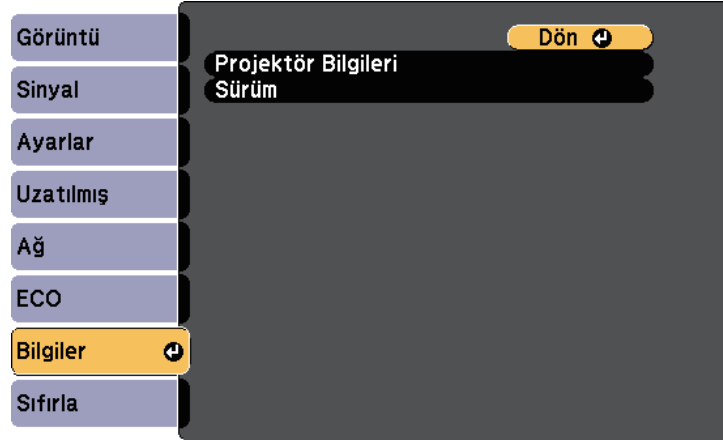 Görüntü
Sinyal
Ayarlar
Uzatılmış
Ağ
ECO
Bilgiler
Sıfırla
Dön
Projektör Bilgileri
Sürüm